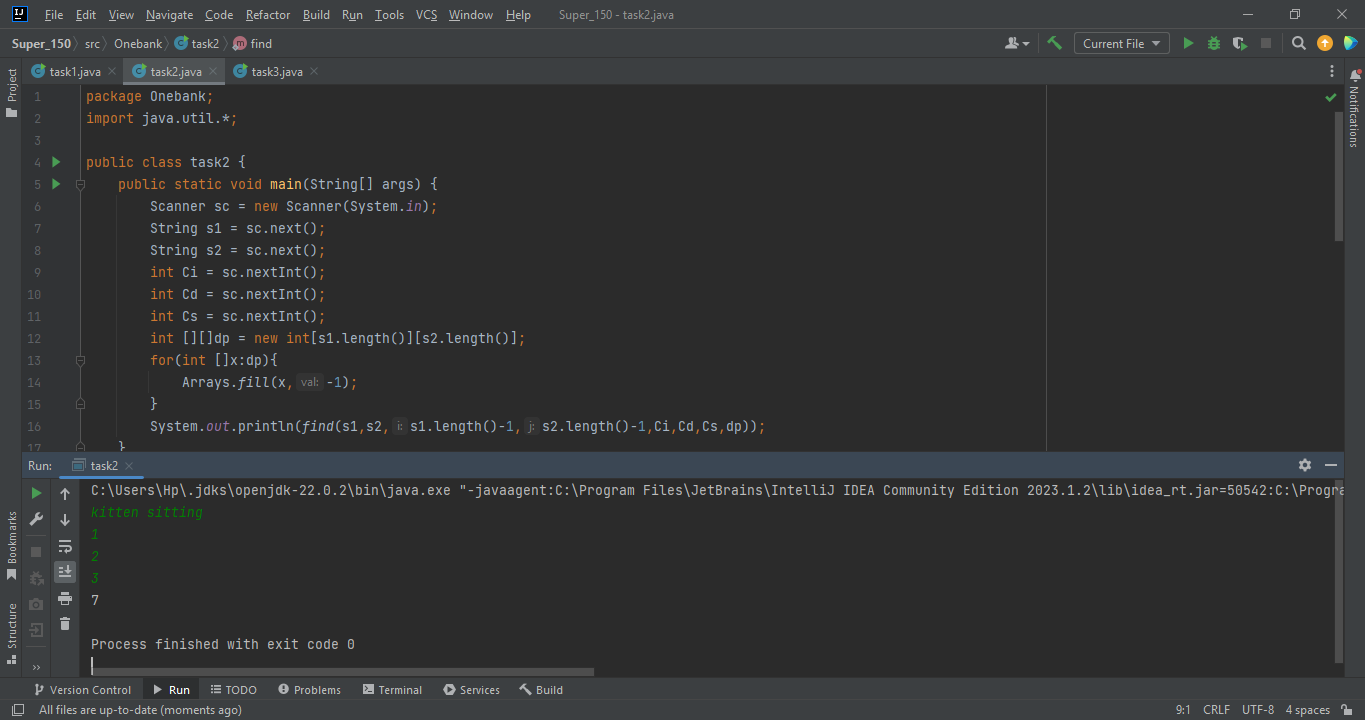 File Edit View Navigate Code Refactor Build Run Tools VCS Window Help Super_150 - task2.java
Super_150 src Onebank task2 find Current File
Project task1.java task2.java task3.java Notifications
1 package Onebank;
2 import java.util.*;
3
4 public class task2 {
5 public static void main(String[] args) {
6 Scanner sc = new Scanner(System.in);
7 String s1 = sc.next();
8 String s2 = sc.next();
9 int Ci = sc.nextInt();
10 int Cd = sc.nextInt();
11 int Cs = sc.nextInt();
12 int [][]dp = new int[s1.length()][s2.length()];
13 for(int []x:dp){
14 Arrays.fill(x, val: -1);
15 }
16 System.out.println(find(s1,s2, i: s1.length()-1, j: s2.length()-1,Ci,Cd,Cs,dp));
17 }
Run: task2
C:\Users\Hp\.jdks\openjdk-22.0.2\bin\java.exe "-javaagent:C:\Program Files\JetBrains\IntelliJ IDEA Community Edition 2023.1.2\lib\idea_rt.jar=50542:C:\Progra
kitten sitting
1
2
3
7
Process finished with exit code 0
Bookmarks
Structure
Version Control Run TODO Problems Terminal Services Build
All files are up-to-date (moments ago) 9:1 CRLF UTF-8 4 spaces